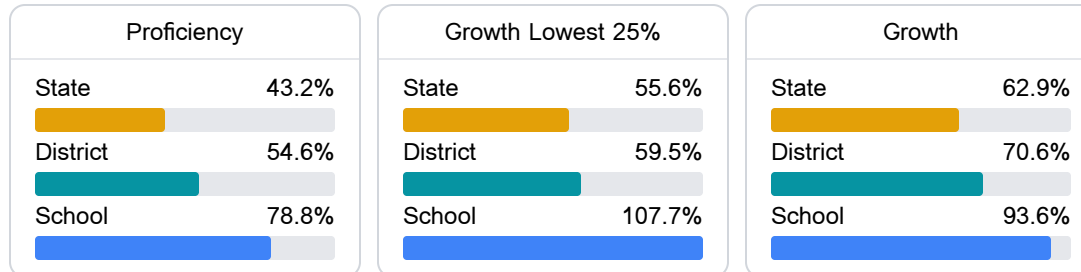 Proficiency
State 43.2%
District 54.6%
School 78.8%
Growth Lowest 25%
State 55.6%
District 59.5%
School 107.7%
Growth
State 62.9%
District 70.6%
School 93.6%